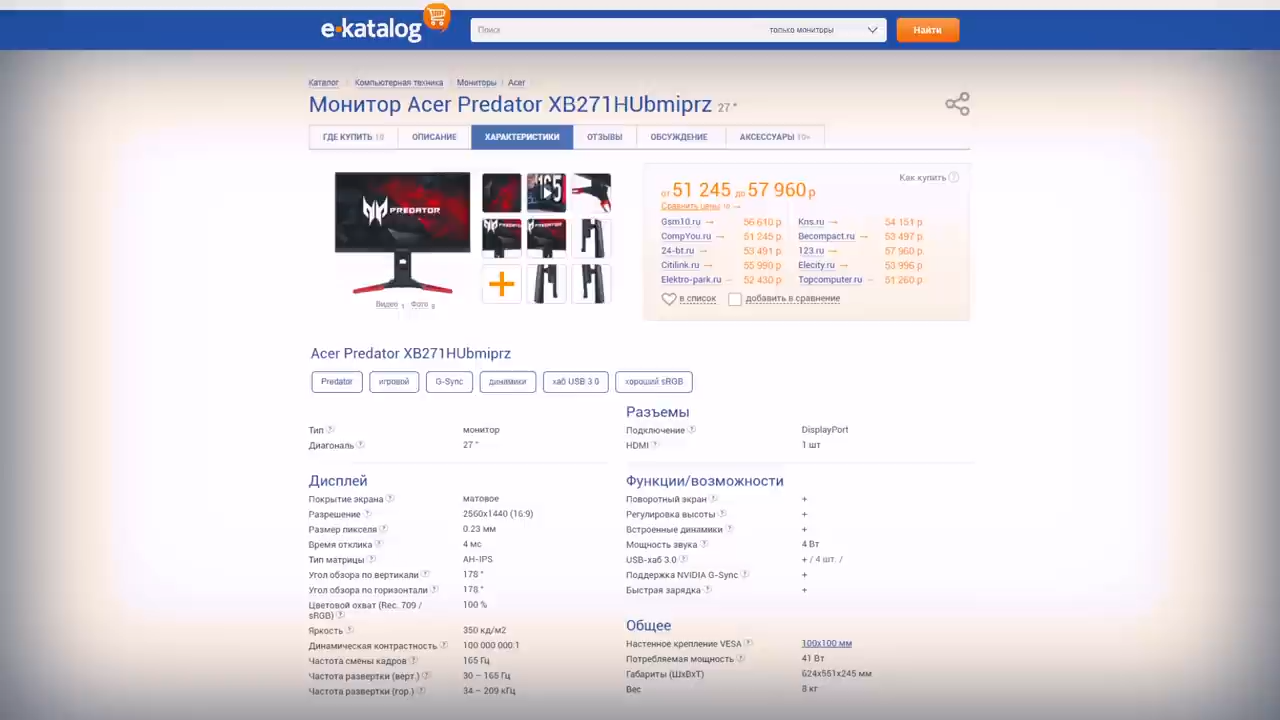 e-katalog
Поиск только мониторы Найти
Каталог Компьютерная техника Мониторы Acer
Монитор Acer Predator XB271HUbmiprz 27 "
ГДЕ КУПИТЬ 10 ОПИСАНИЕ ХАРАКТЕРИСТИКИ ОТЗЫВЫ ОБСУЖДЕНИЕ АКСЕССУАРЫ 10+
PREDATOR
165
Видео 1 Фото 9
Как купить ?
от 51 245 до 57 960 р
Сравнить цены 10 →
Gsm10.ru → 56 610 р Kns.ru → 54 151 р
CompYou.ru → 51 245 р Becompact.ru → 53 497 р
24-bt.ru → 53 491 р 123.ru → 57 960 р
Citilink.ru → 55 990 р Elecity.ru → 53 996 р
Elektro-park.ru → 52 430 р Topcomputer.ru → 51 260 р
в список добавить в сравнение
Acer Predator XB271HUbmiprz
Predator игровой G-Sync динамики хаб USB 3.0 хороший sRGB
Тип ? монитор
Диагональ ? 27 "
Разъемы
Подключение ? DisplayPort
HDMI ? 1 шт
Дисплей
Покрытие экрана ? матовое
Разрешение ? 2560x1440 (16:9)
Размер пикселя ? 0.23 мм
Время отклика ? 4 мс
Тип матрицы ? AH-IPS
Угол обзора по вертикали ? 178 °
Угол обзора по горизонтали ? 178 °
Цветовой охват (Rec. 709 / 100 %
sRGB) ?
Яркость ? 350 кд/м2
Динамическая контрастность ? 100 000 000:1
Частота смены кадров ? 165 Гц
Частота развертки (верт.) ? 30 – 165 Гц
Частота развертки (гор.) ? 34 – 209 кГц
Функции/возможности
Поворотный экран ? +
Регулировка высоты ? +
Встроенные динамики ? +
Мощность звука ? 4 Вт
USB-хаб 3.0 ? + / 4 шт. /
Поддержка NVIDIA G-Sync ? +
Быстрая зарядка ? +
Общее
Настенное крепление VESA ? 100x100 мм
Потребляемая мощность ? 41 Вт
Габариты (ШхВхТ) 624x551x245 мм
Вес 8 кг